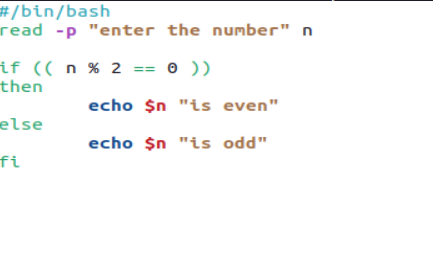 #/bin/bash
read -p "enter the number" n
if (( n % 2 == 0 ))
then
echo $n "is even"
else
echo $n "is odd"
fi